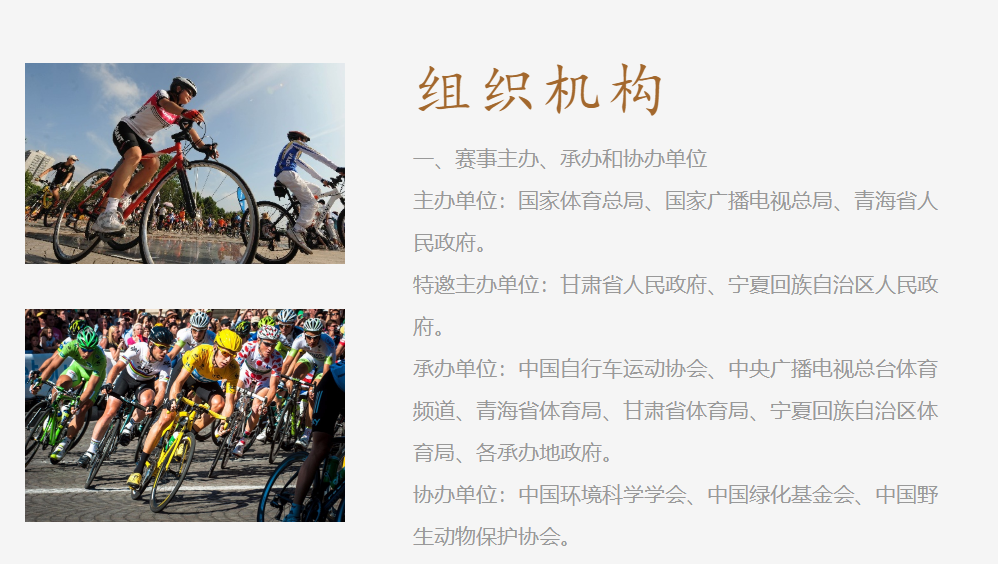 组织机构
一、赛事主办、承办和协办单位
主办单位：国家体育总局、国家广播电视总局、青海省人
民政府。
特邀主办单位：甘肃省人民政府、宁夏回族自治区人民政
府。
承办单位：中国自行车运动协会、中央广播电视总台体育
频道、青海省体育局、甘肃省体育局、宁夏回族自治区体
育局、各承办地政府。
协办单位：中国环境科学学会、中国绿化基金会、中国野
生动物保护协会。